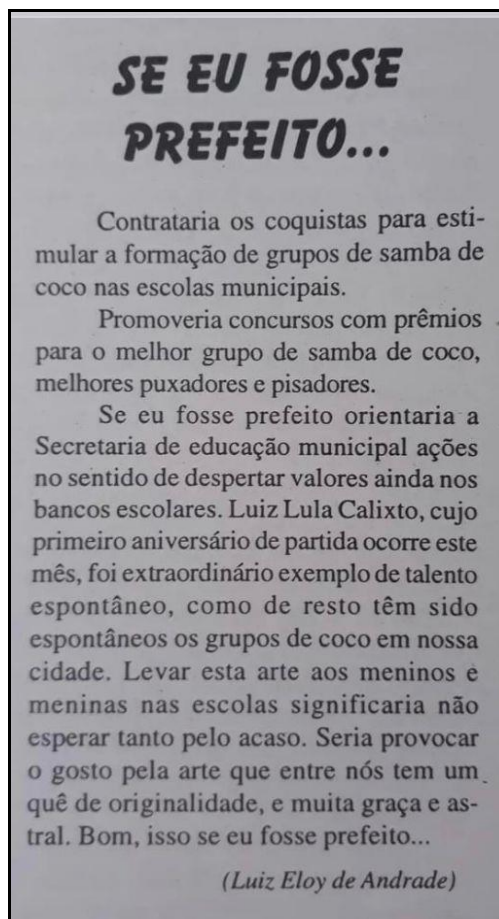 SE EU FOSSE
PREFEITO...
Contrataria os coquistas para esti-
mular a formação de grupos de samba de
coco nas escolas municipais.
Promoveria concursos com prêmios
para o melhor grupo de samba de coco,
melhores puxadores e pisadores.
Se eu fosse prefeito orientaria a
Secretaria de educação municipal ações
no sentido de despertar valores ainda nos
bancos escolares. Luiz Lula Calixto, cujo
primeiro aniversário de partida ocorre este
mês, foi extraordinário exemplo de talento
espontâneo, como de resto têm sido
espontâneos os grupos de coco em nossa
cidade. Levar esta arte aos meninos e
meninas nas escolas significaria não
esperar tanto pelo acaso. Seria provocar
o gosto pela arte que entre nós tem um
quê de originalidade, e muita graça e as-
tral. Bom, isso se eu fosse prefeito...
(Luiz Eloy de Andrade)